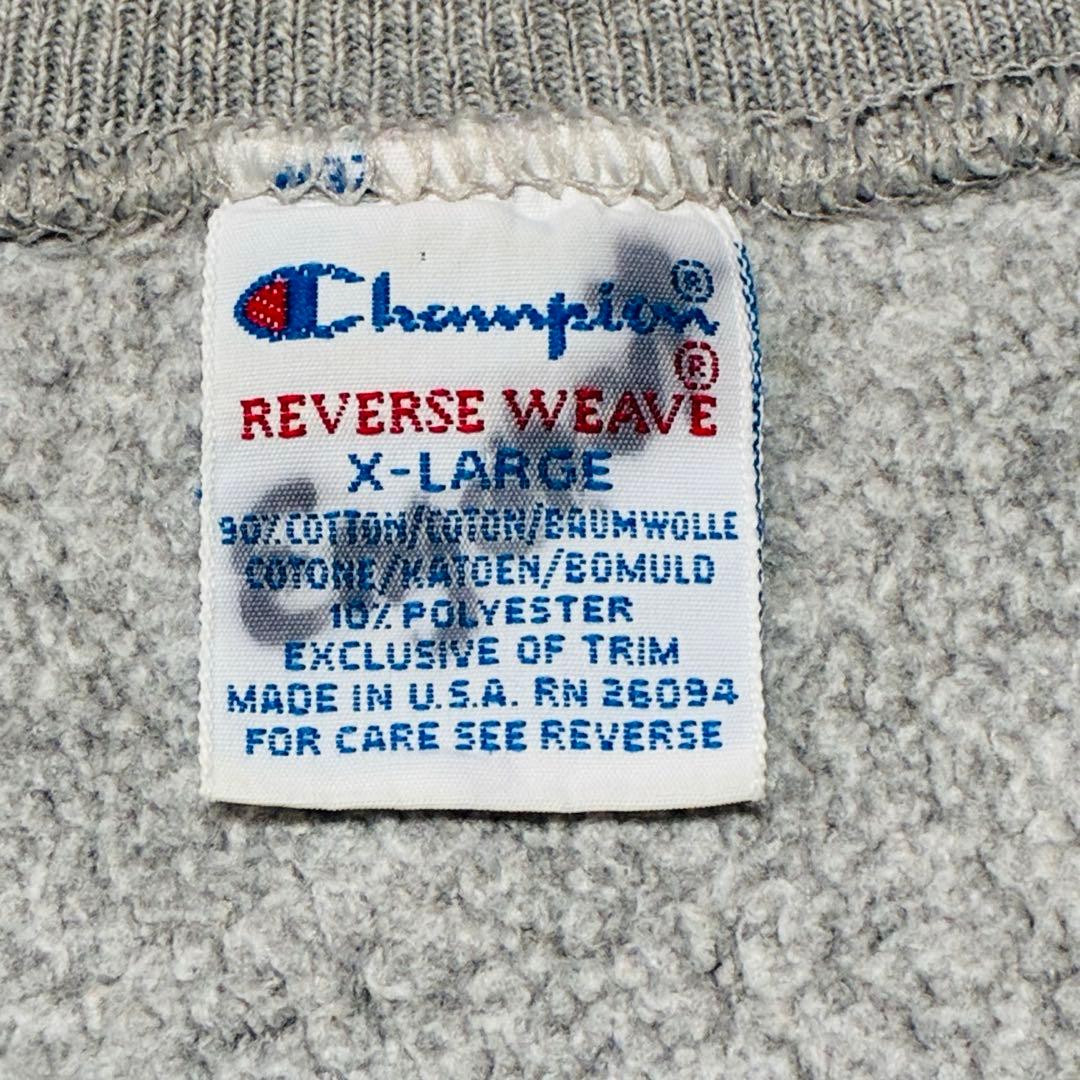 Champion®
®
REVERSE WEAVE
X-LARGE
90% COTTON/COTON/BAUMWOLLE
COTONE/KATOEN/BOMULD
10% POLYESTER
EXCLUSIVE OF TRIM
MADE IN U.S.A. RN 26094
FOR CARE SEE REVERSE